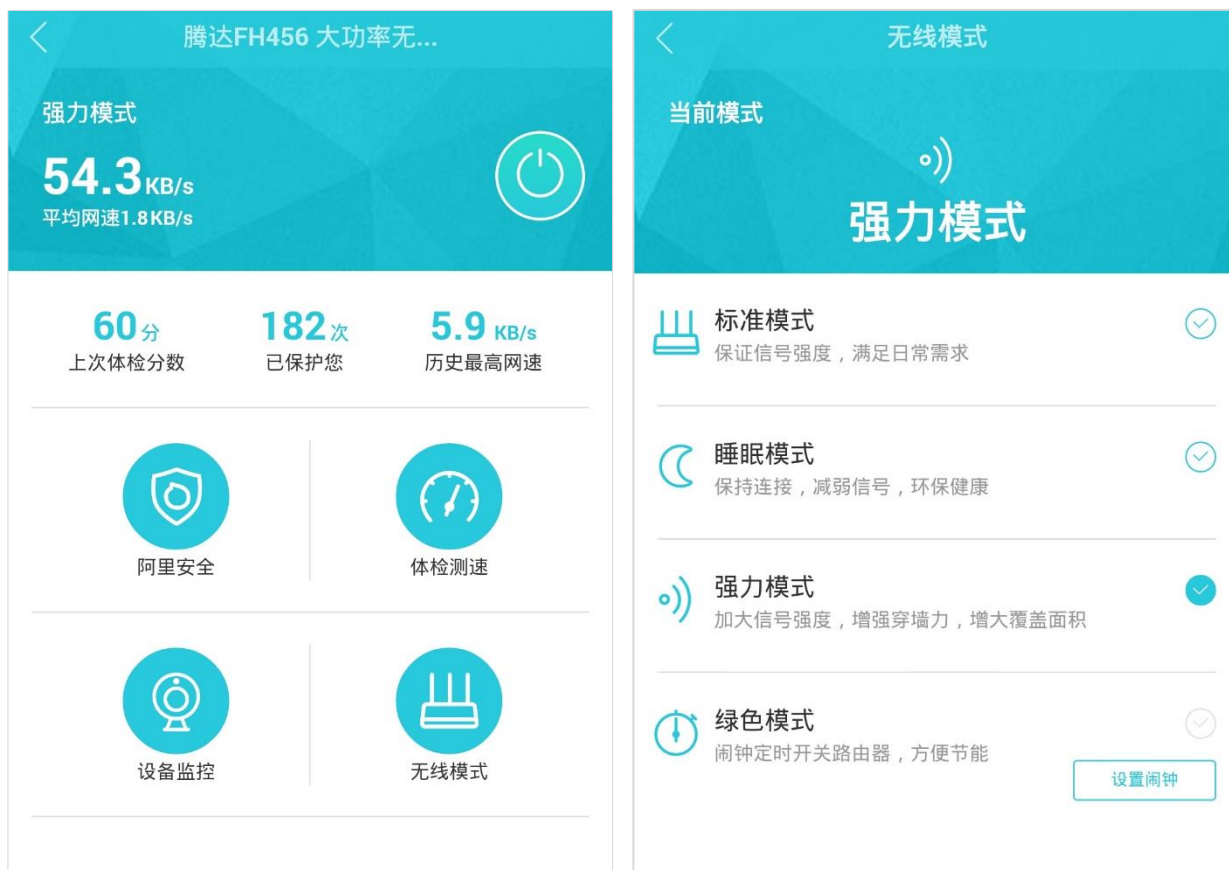 腾达FH456 大功率无...
强力模式
54.3 KB/s
平均网速1.8KB/s
60 分
上次体检分数
182 次
已保护您
5.9 KB/s
历史最高网速
阿里安全
体检测速
设备监控
无线模式
无线模式
当前模式
强力模式
标准模式
保证信号强度，满足日常需求
睡眠模式
保持连接，减弱信号，环保健康
强力模式
加大信号强度，增强穿墙力，增大覆盖面积
绿色模式
闹钟定时开关路由器，方便节能
设置闹钟